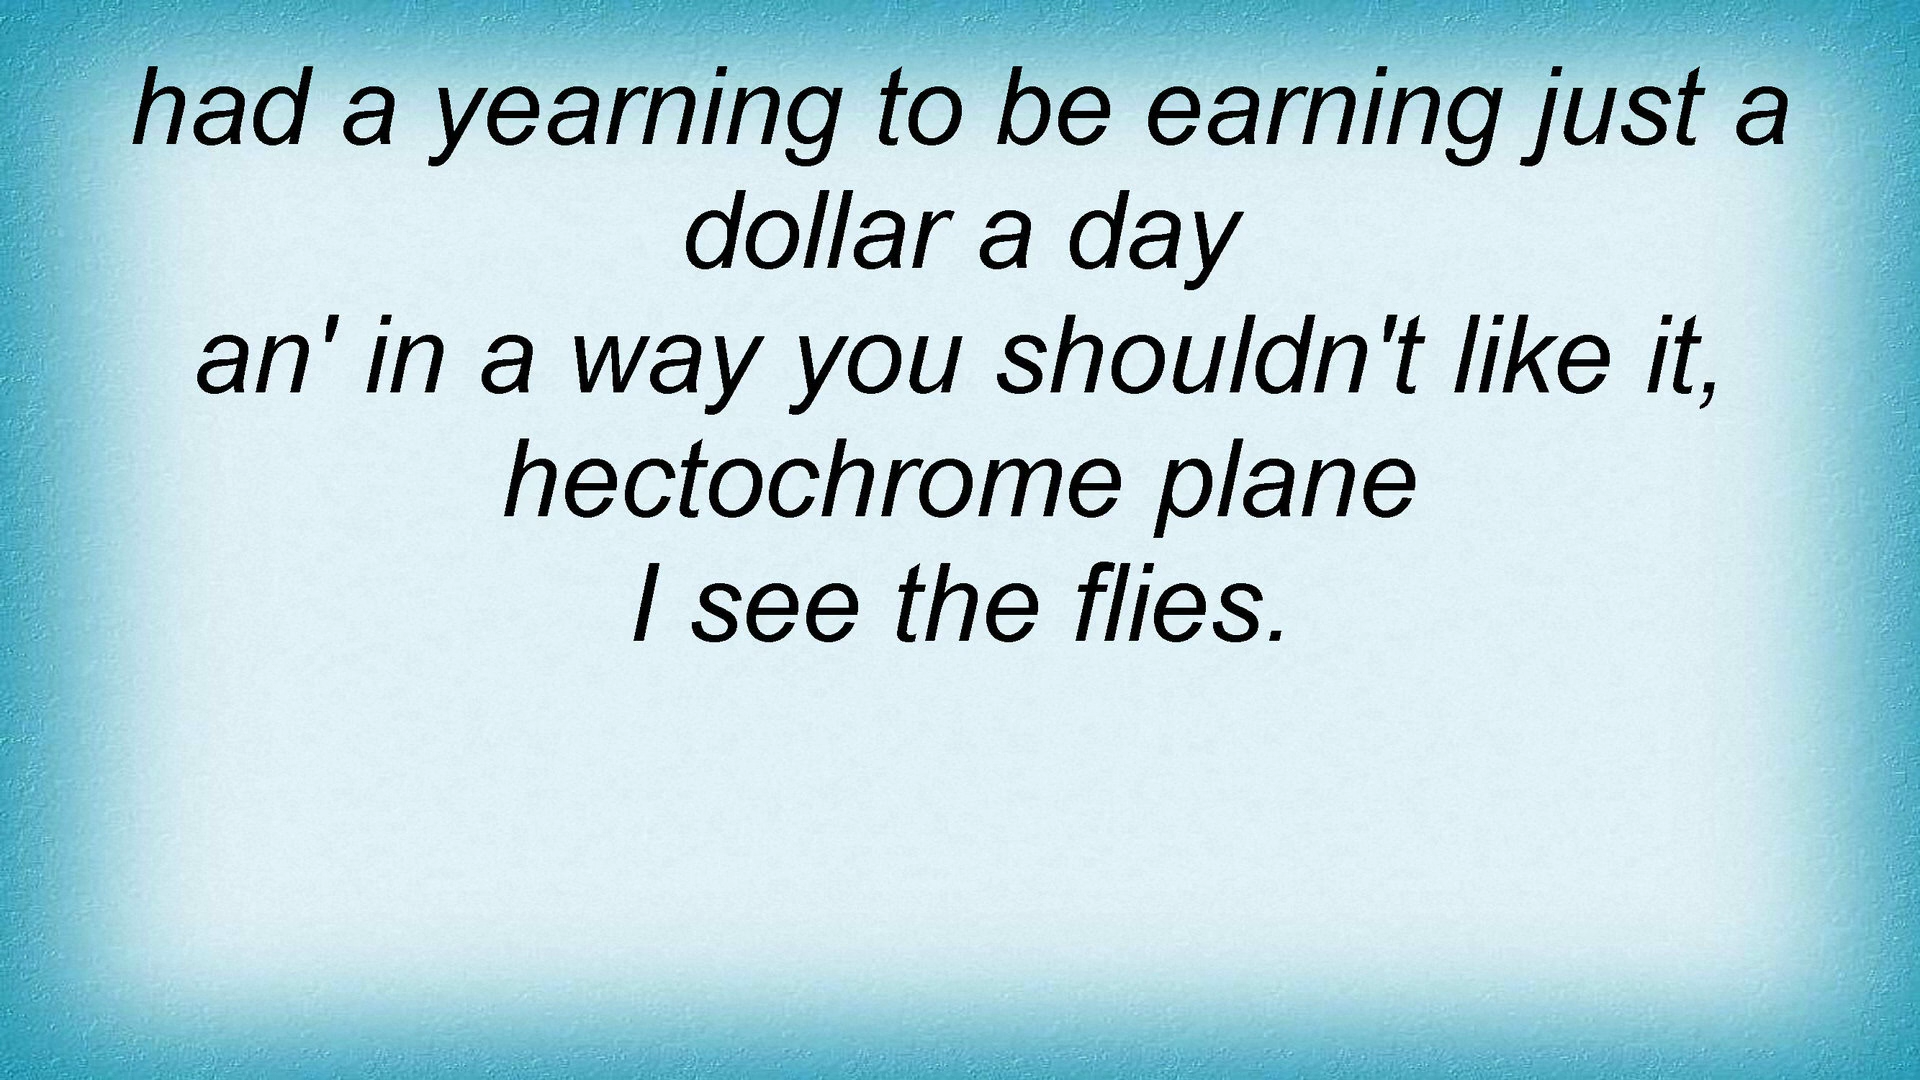 had a yearning to be earning just a
dollar a day
an' in a way you shouldn't like it,
hectochrome plane
I see the flies.